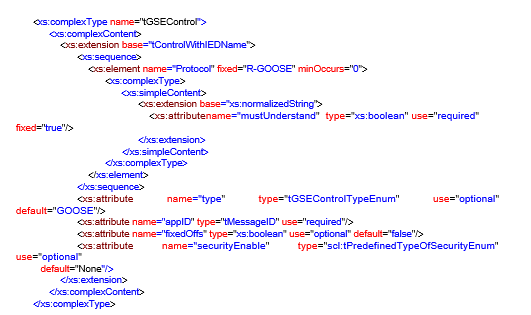 <xs:complexType name="tGSEControl">
<xs:complexContent>
<xs:extension base="tControlWithIEDName">
<xs:sequence>
<xs:element name="Protocol" fixed="R-GOOSE" minOccurs="0">
<xs:complexType>
<xs:simpleContent>
<xs:extension base="xs:normalizedString">
<xs:attributename="mustUnderstand" type="xs:boolean" use="required"
fixed="true"/>
</xs:extension>
</xs:simpleContent>
</xs:complexType>
</xs:element>
</xs:sequence>
<xs:attribute name="type" type="tGSEControlTypeEnum" use="optional"
default="GOOSE"/>
<xs:attribute name="appID" type="tMessageID" use="required"/>
<xs:attribute name="fixedOffs" type="xs:boolean" use="optional" default="false"/>
<xs:attribute name="securityEnable" type="scl:tPredefinedTypeOfSecurityEnum"
use="optional"
default="None"/>
</xs:extension>
</xs:complexContent>
</xs:complexType>